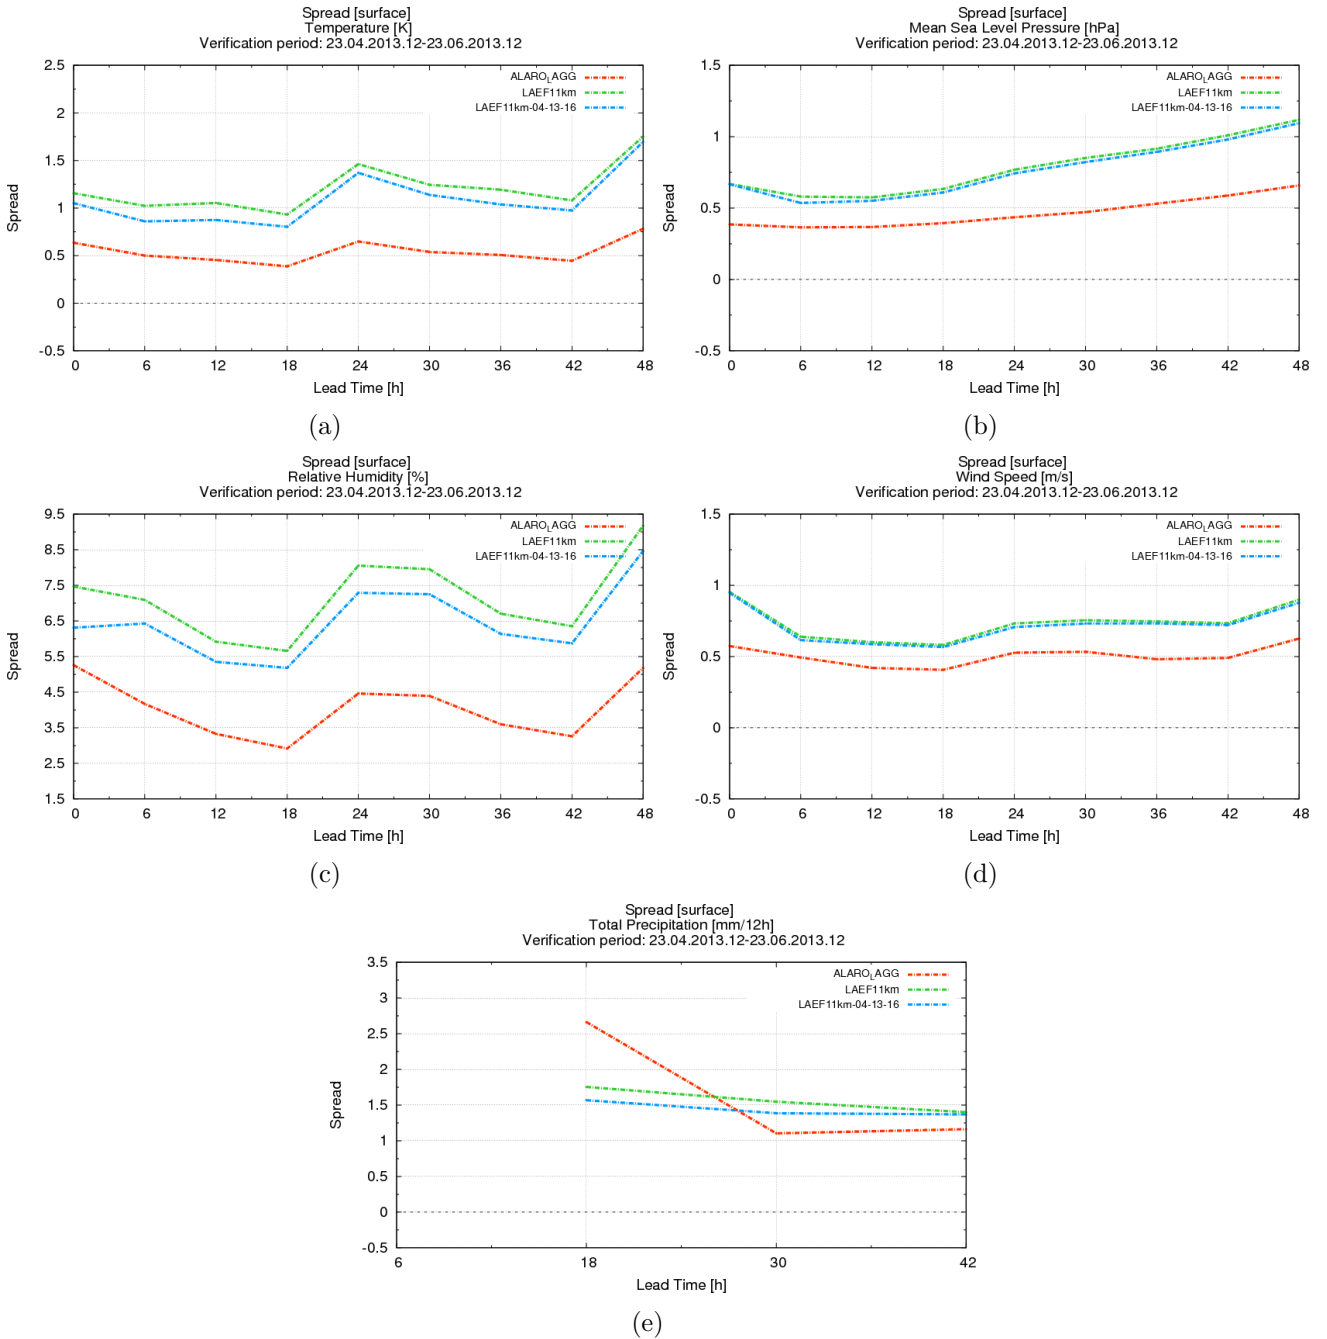 Spread [surface]
Temperature [K]
Verification period: 23.04.2013.12-23.06.2013.12
2.5
2
1.5
1
0.5
0
-0.5
Spread
ALARO_LAGG
LAEF11km
LAEF11km-04-13-16
0 6 12 18 24 30 36 42 48
Lead Time [h]
(a)
Spread [surface]
Mean Sea Level Pressure [hPa]
Verification period: 23.04.2013.12-23.06.2013.12
1.5
1
0.5
0
-0.5
Spread
ALARO_LAGG
LAEF11km
LAEF11km-04-13-16
0 6 12 18 24 30 36 42 48
Lead Time [h]
(b)
Spread [surface]
Relative Humidity [%]
Verification period: 23.04.2013.12-23.06.2013.12
9.5
8.5
7.5
6.5
5.5
4.5
3.5
2.5
1.5
Spread
ALARO_LAGG
LAEF11km
LAEF11km-04-13-16
0 6 12 18 24 30 36 42 48
Lead Time [h]
(c)
Spread [surface]
Wind Speed [m/s]
Verification period: 23.04.2013.12-23.06.2013.12
1.5
1
0.5
0
-0.5
Spread
ALARO_LAGG
LAEF11km
LAEF11km-04-13-16
0 6 12 18 24 30 36 42 48
Lead Time [h]
(d)
Spread [surface]
Total Precipitation [mm/12h]
Verification period: 23.04.2013.12-23.06.2013.12
3.5
3
2.5
2
1.5
1
0.5
0
-0.5
Spread
ALARO_LAGG
LAEF11km
LAEF11km-04-13-16
6 18 30 42
Lead Time [h]
(e)